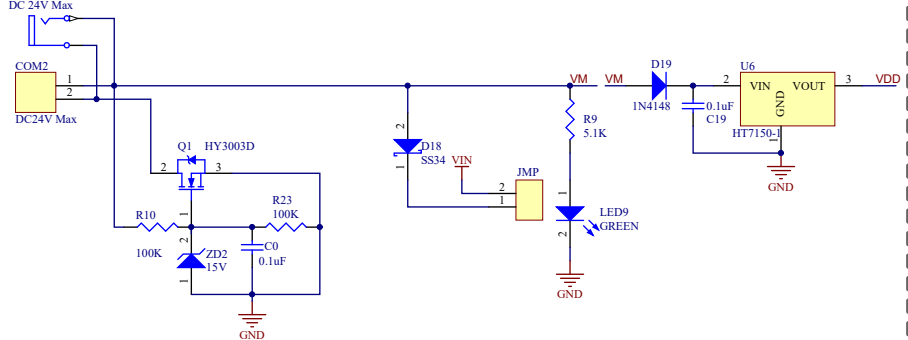 DC 24V Max
COM2
1
2
DC24V Max
Q1 HY3003D
2 3
1
R10
100K
R23
100K
2
ZD2
15V
1
C0
0.1uF
GND
2
D18
SS34
1
VIN
JMP
2
1
VM VM
R9
5.1K
1
LED9
GREEN
2
GND
D19
1N4148
0.1uF
C19
U6
2 VIN VOUT 3 VDD
GND
HT7150-1
1
GND